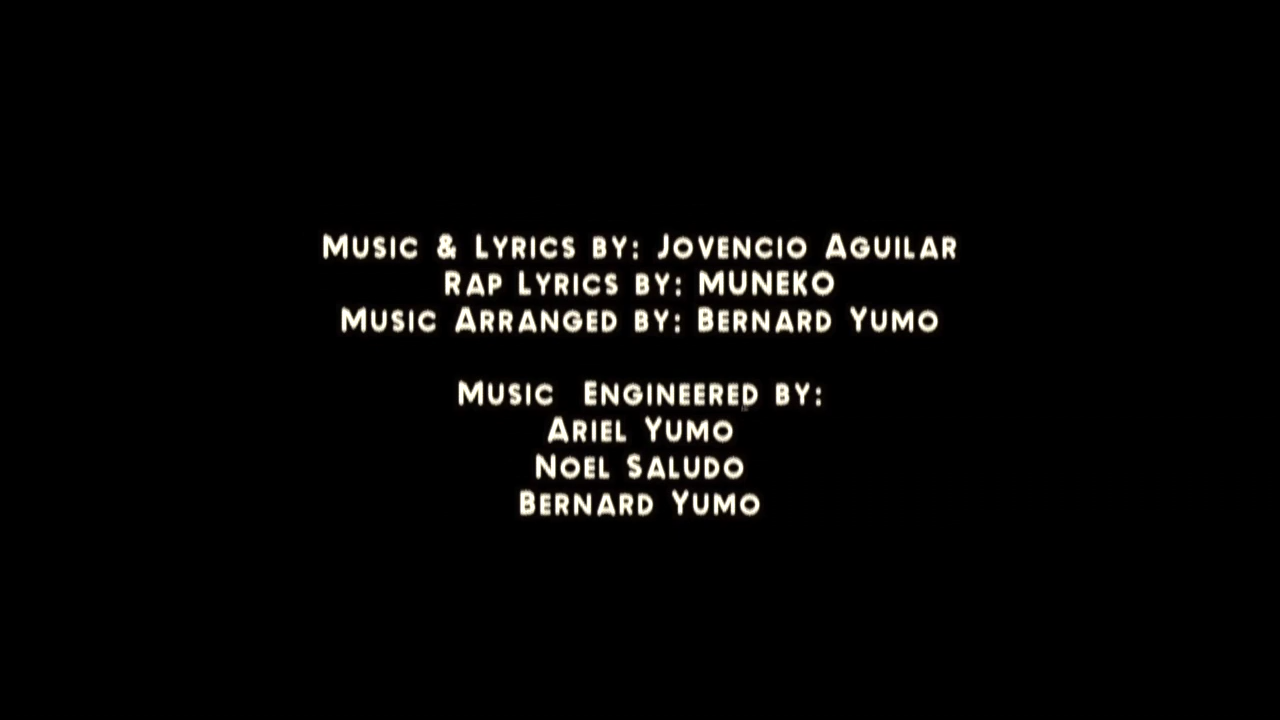 Music & Lyrics by: Jovencio Aguilar
Rap Lyrics by: MUNEKO
Music Arranged by: Bernard Yumo
Music Engineered by:
Ariel Yumo
Noel Saludo
Bernard Yumo